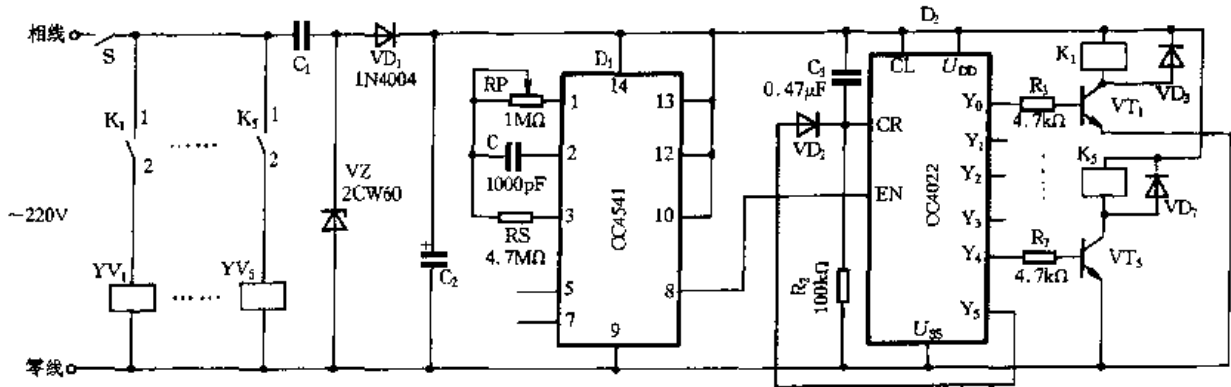 相线
S
C₁
VD₁
1N4004
K₁
1
2
······
K₅
1
2
~220V
YV₁
······
YV₅
VZ
2CW60
+
C₂
RP
1MΩ
C
1000pF
RS
4.7MΩ
D₁
14
1
2
3
5
7
9
13
12
10
8
CC4541
C₃
0.47μF
VD₂
R₂
100kΩ
D₂
CL
U_DD
CR
EN
CC4022
Y₀
Y₁
Y₂
Y₃
Y₄
Y₅
U_SS
R₃
4.7kΩ
R₇
4.7kΩ
K₁
VD₃
VT₁
K₅
VD₇
VT₅
零线